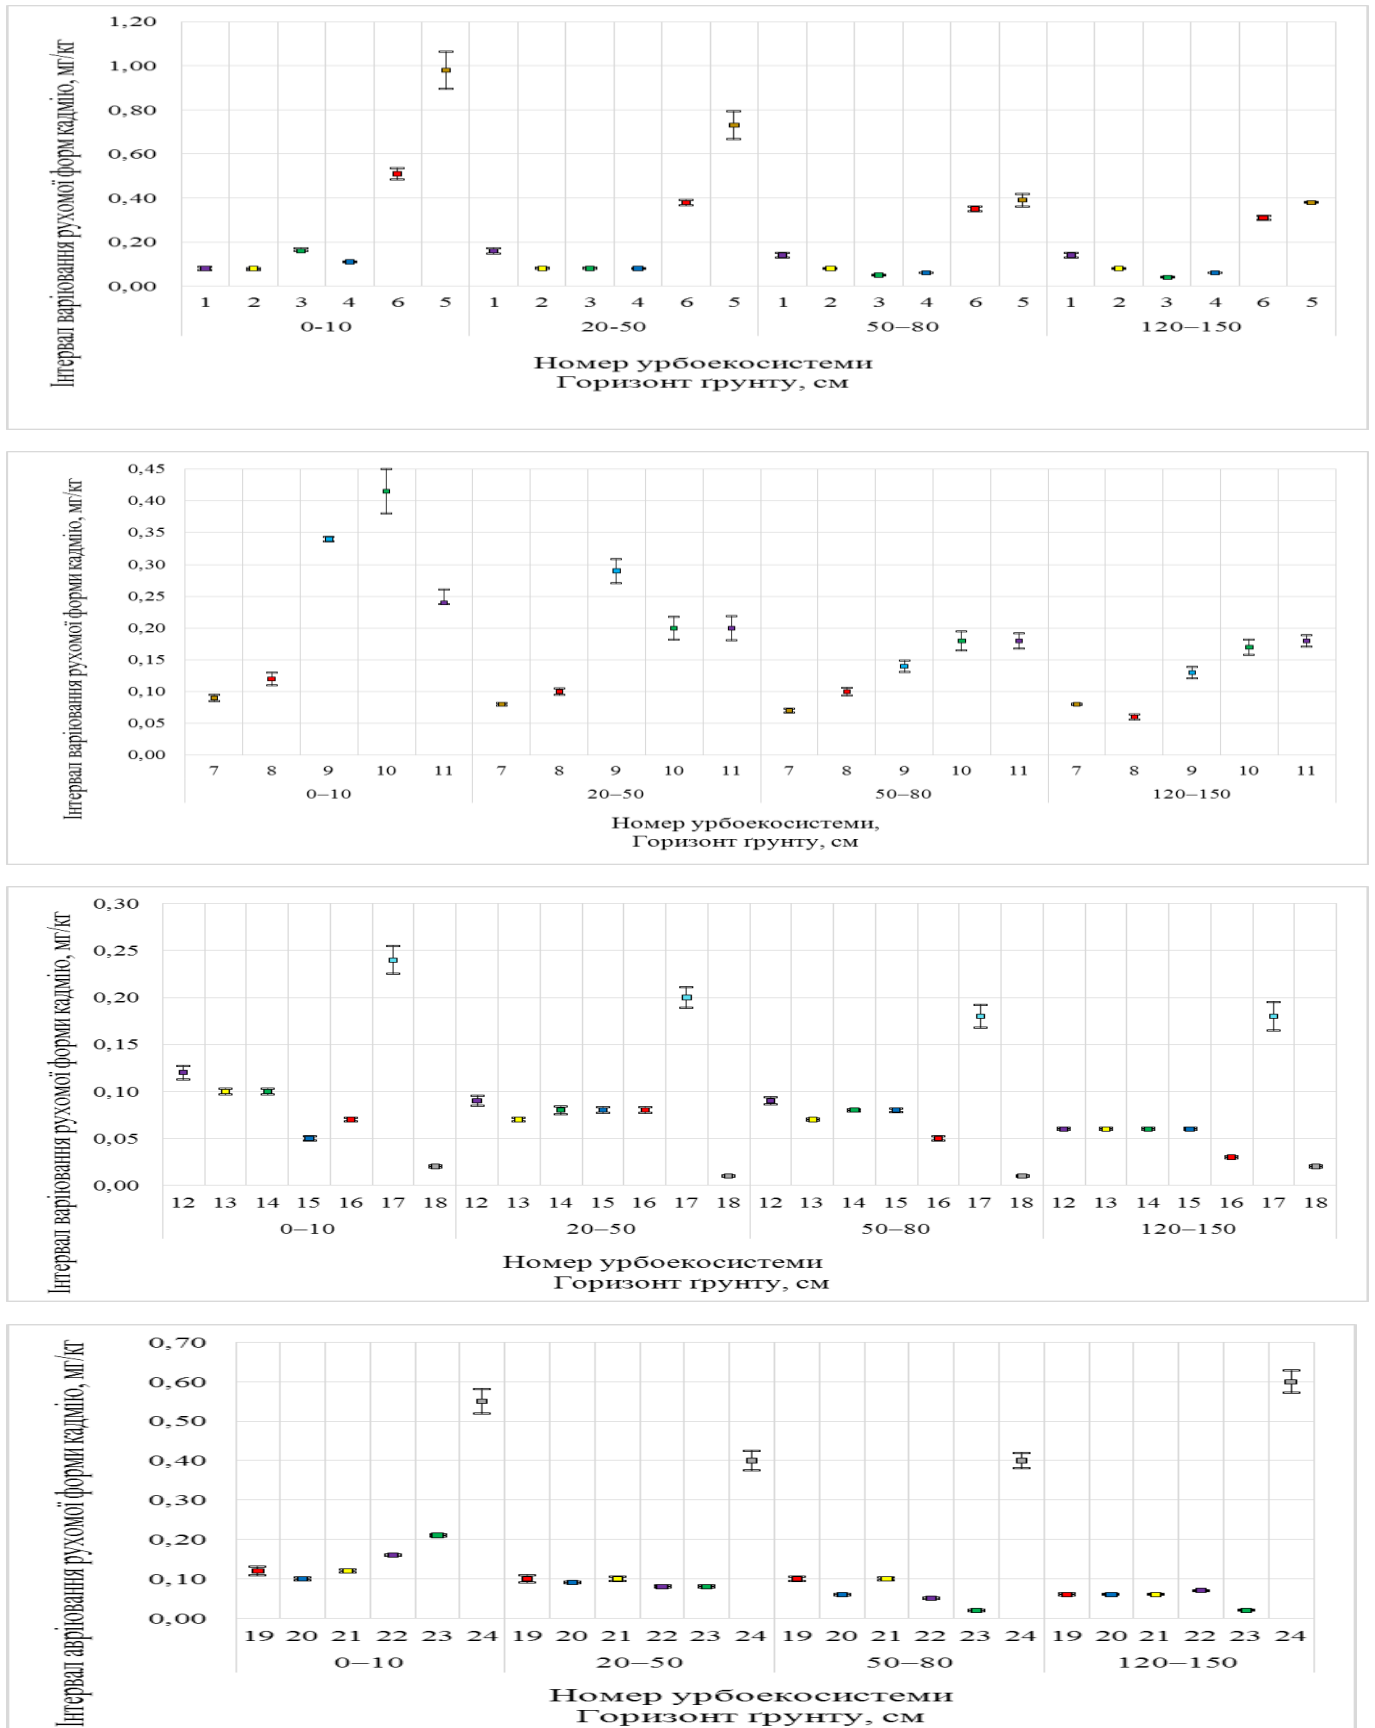 Інтервал варіювання рухомої форм кадмію, мг/кг
1,20
1,00
0,80
0,60
0,40
0,20
0,00
1 2 3 4 6 5 1 2 3 4 6 5 1 2 3 4 6 5 1 2 3 4 6 5
0-10 20-50 50–80 120–150
Номер урбоекосистеми
Горизонт ґрунту, см
Інтервал варіювання рухомої форми кадмію, мг/кг
0,45
0,40
0,35
0,30
0,25
0,20
0,15
0,10
0,05
0,00
7 8 9 10 11 7 8 9 10 11 7 8 9 10 11 7 8 9 10 11
0–10 20–50 50–80 120–150
Номер урбоекосистеми,
Горизонт ґрунту, см
Інтервал варіювання рухомої форми кадмію, мг/кг
0,30
0,25
0,20
0,15
0,10
0,05
0,00
12 13 14 15 16 17 18 12 13 14 15 16 17 18 12 13 14 15 16 17 18 12 13 14 15 16 17 18
0–10 20–50 50–80 120–150
Номер урбоекосистеми
Горизонт ґрунту, см
Інтервал авріювання рухомої форми кадмію, мг/кг
0,70
0,60
0,50
0,40
0,30
0,20
0,10
0,00
19 20 21 22 23 24 19 20 21 22 23 24 19 20 21 22 23 24 19 20 21 22 23 24
0–10 20–50 50–80 120–150
Номер урбоекосистеми
Горизонт ґрунту, см